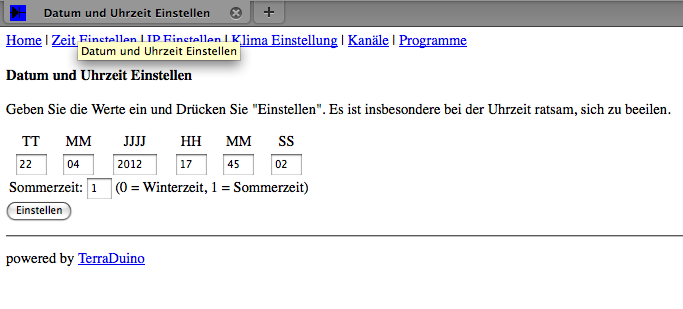 Datum und Uhrzeit Einstellen
Home | Zeit Einstellen | IP Einstellen | Klima Einstellung | Kanäle | Programme
Datum und Uhrzeit Einstellen
Datum und Uhrzeit Einstellen
Geben Sie die Werte ein und Drücken Sie "Einstellen". Es ist insbesondere bei der Uhrzeit ratsam, sich zu beeilen.
TT MM JJJJ HH MM SS
22 04 2012 17 45 02
Sommerzeit: 1 (0 = Winterzeit, 1 = Sommerzeit)
Einstellen
powered by TerraDuino